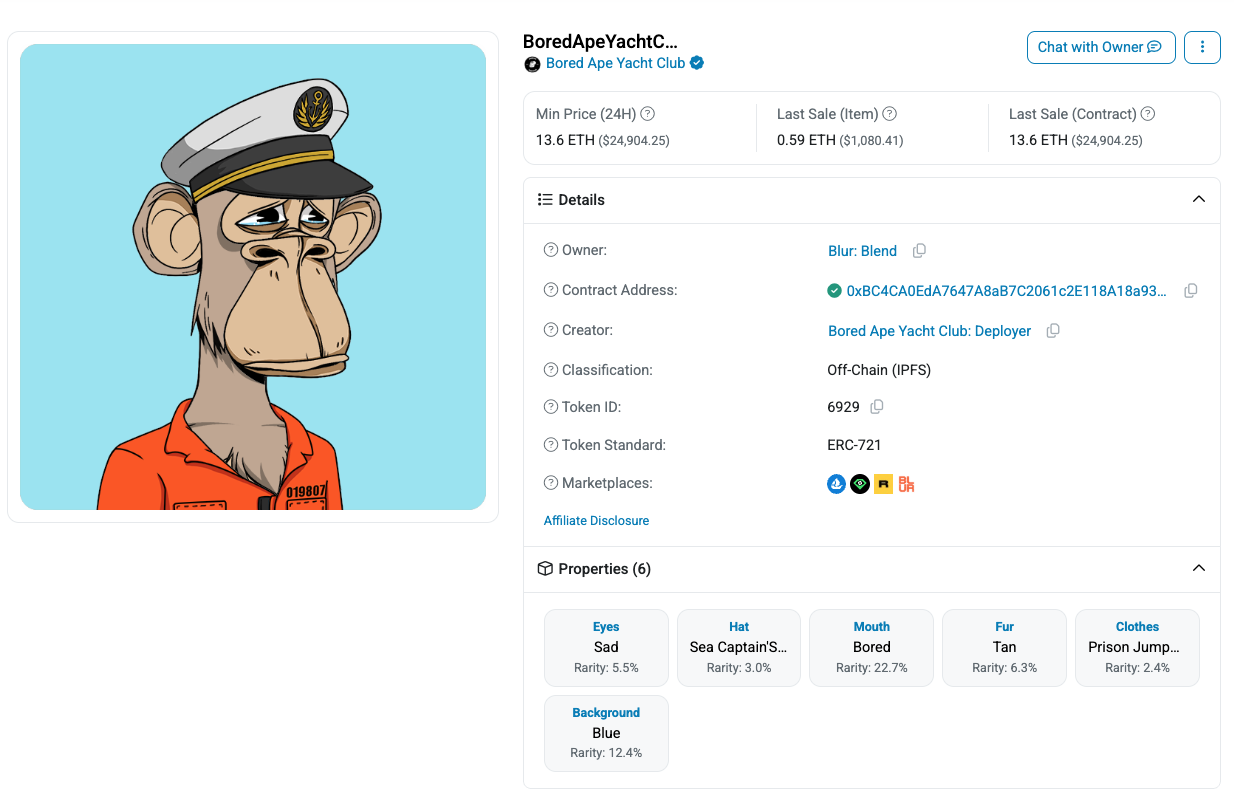 BoredApeYachtC...
Bored Ape Yacht Club
Chat with Owner
Min Price (24H)
13.6 ETH ($24,904.25)
Last Sale (Item)
0.59 ETH ($1,080.41)
Last Sale (Contract)
13.6 ETH ($24,904.25)
Details
Owner:
Blur: Blend
Contract Address:
0xBC4CA0EdA7647A8aB7C2061c2E118A18a93...
Creator:
Bored Ape Yacht Club: Deployer
Classification:
Off-Chain (IPFS)
Token ID:
6929
Token Standard:
ERC-721
Marketplaces:
R
BLUR
Affiliate Disclosure
Properties (6)
Eyes
Sad
Rarity: 5.5%
Hat
Sea Captain'S...
Rarity: 3.0%
Mouth
Bored
Rarity: 22.7%
Fur
Tan
Rarity: 6.3%
Clothes
Prison Jump...
Rarity: 2.4%
Background
Blue
Rarity: 12.4%
019807